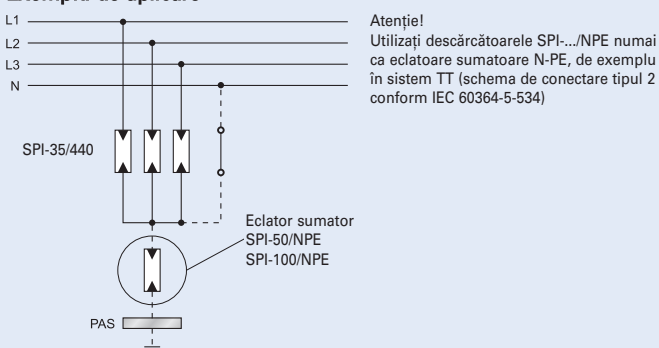 Exemplu de aplicare
L1
L2
L3
N
Atenție!
Utilizați descărcătoarele SPI-.../NPE numai
ca eclatoare sumatoare N-PE, de exemplu
în sistem TT (schema de conectare tipul 2
conform IEC 60364-5-534)
SPI-35/440
Eclator sumator
SPI-50/NPE
SPI-100/NPE
PAS